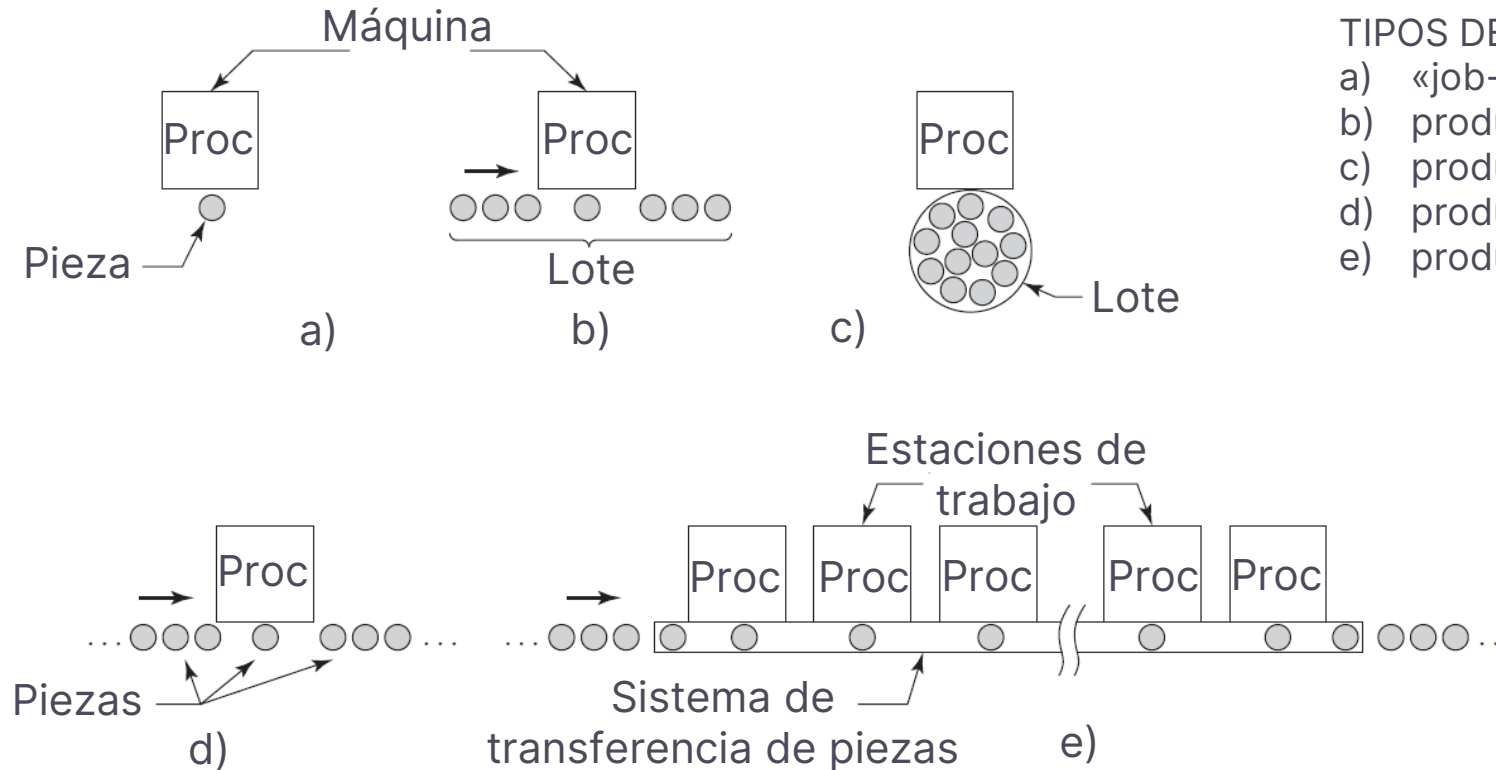 Máquina
Proc
Proc
Proc
Pieza
Lote
Lote
a)
b)
c)
TIPOS DE
a) «job-
b) produ
c) produ
d) produ
e) produ
Estaciones de
trabajo
Proc
Proc
Proc
Proc
Proc
Proc
...
...
...
...
Piezas
Sistema de
transferencia de piezas
d)
e)